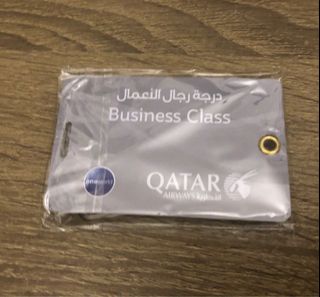 درجة رجال الأعمال
Business Class
oneworld
QATAR
AIRWAYS القطرية